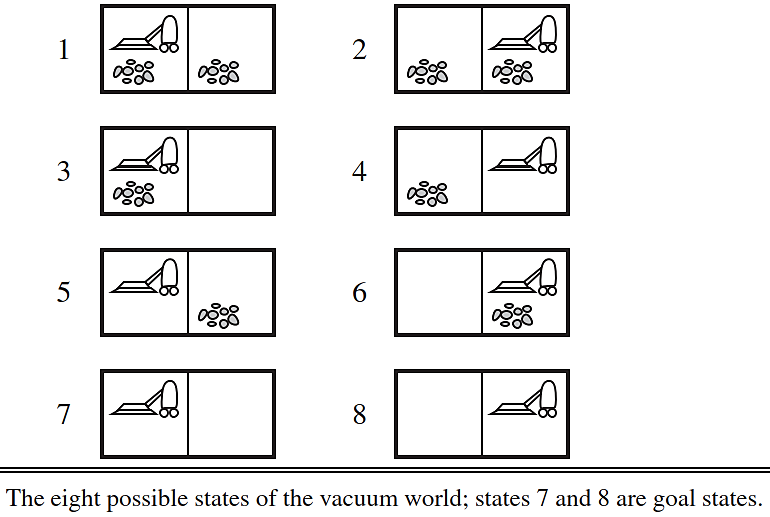 1 2
3 4
5 6
7 8
The eight possible states of the vacuum world; states 7 and 8 are goal states.